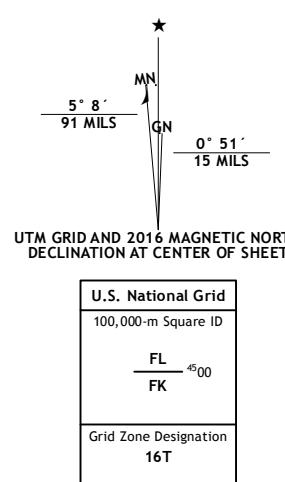 ★
MN
5° 8´
91 MILS
GN
0° 51´
15 MILS
UTM GRID AND 2016 MAGNETIC NORT
DECLINATION AT CENTER OF SHEET
U.S. National Grid
100,000-m Square ID
FL
4500
FK
Grid Zone Designation
16T